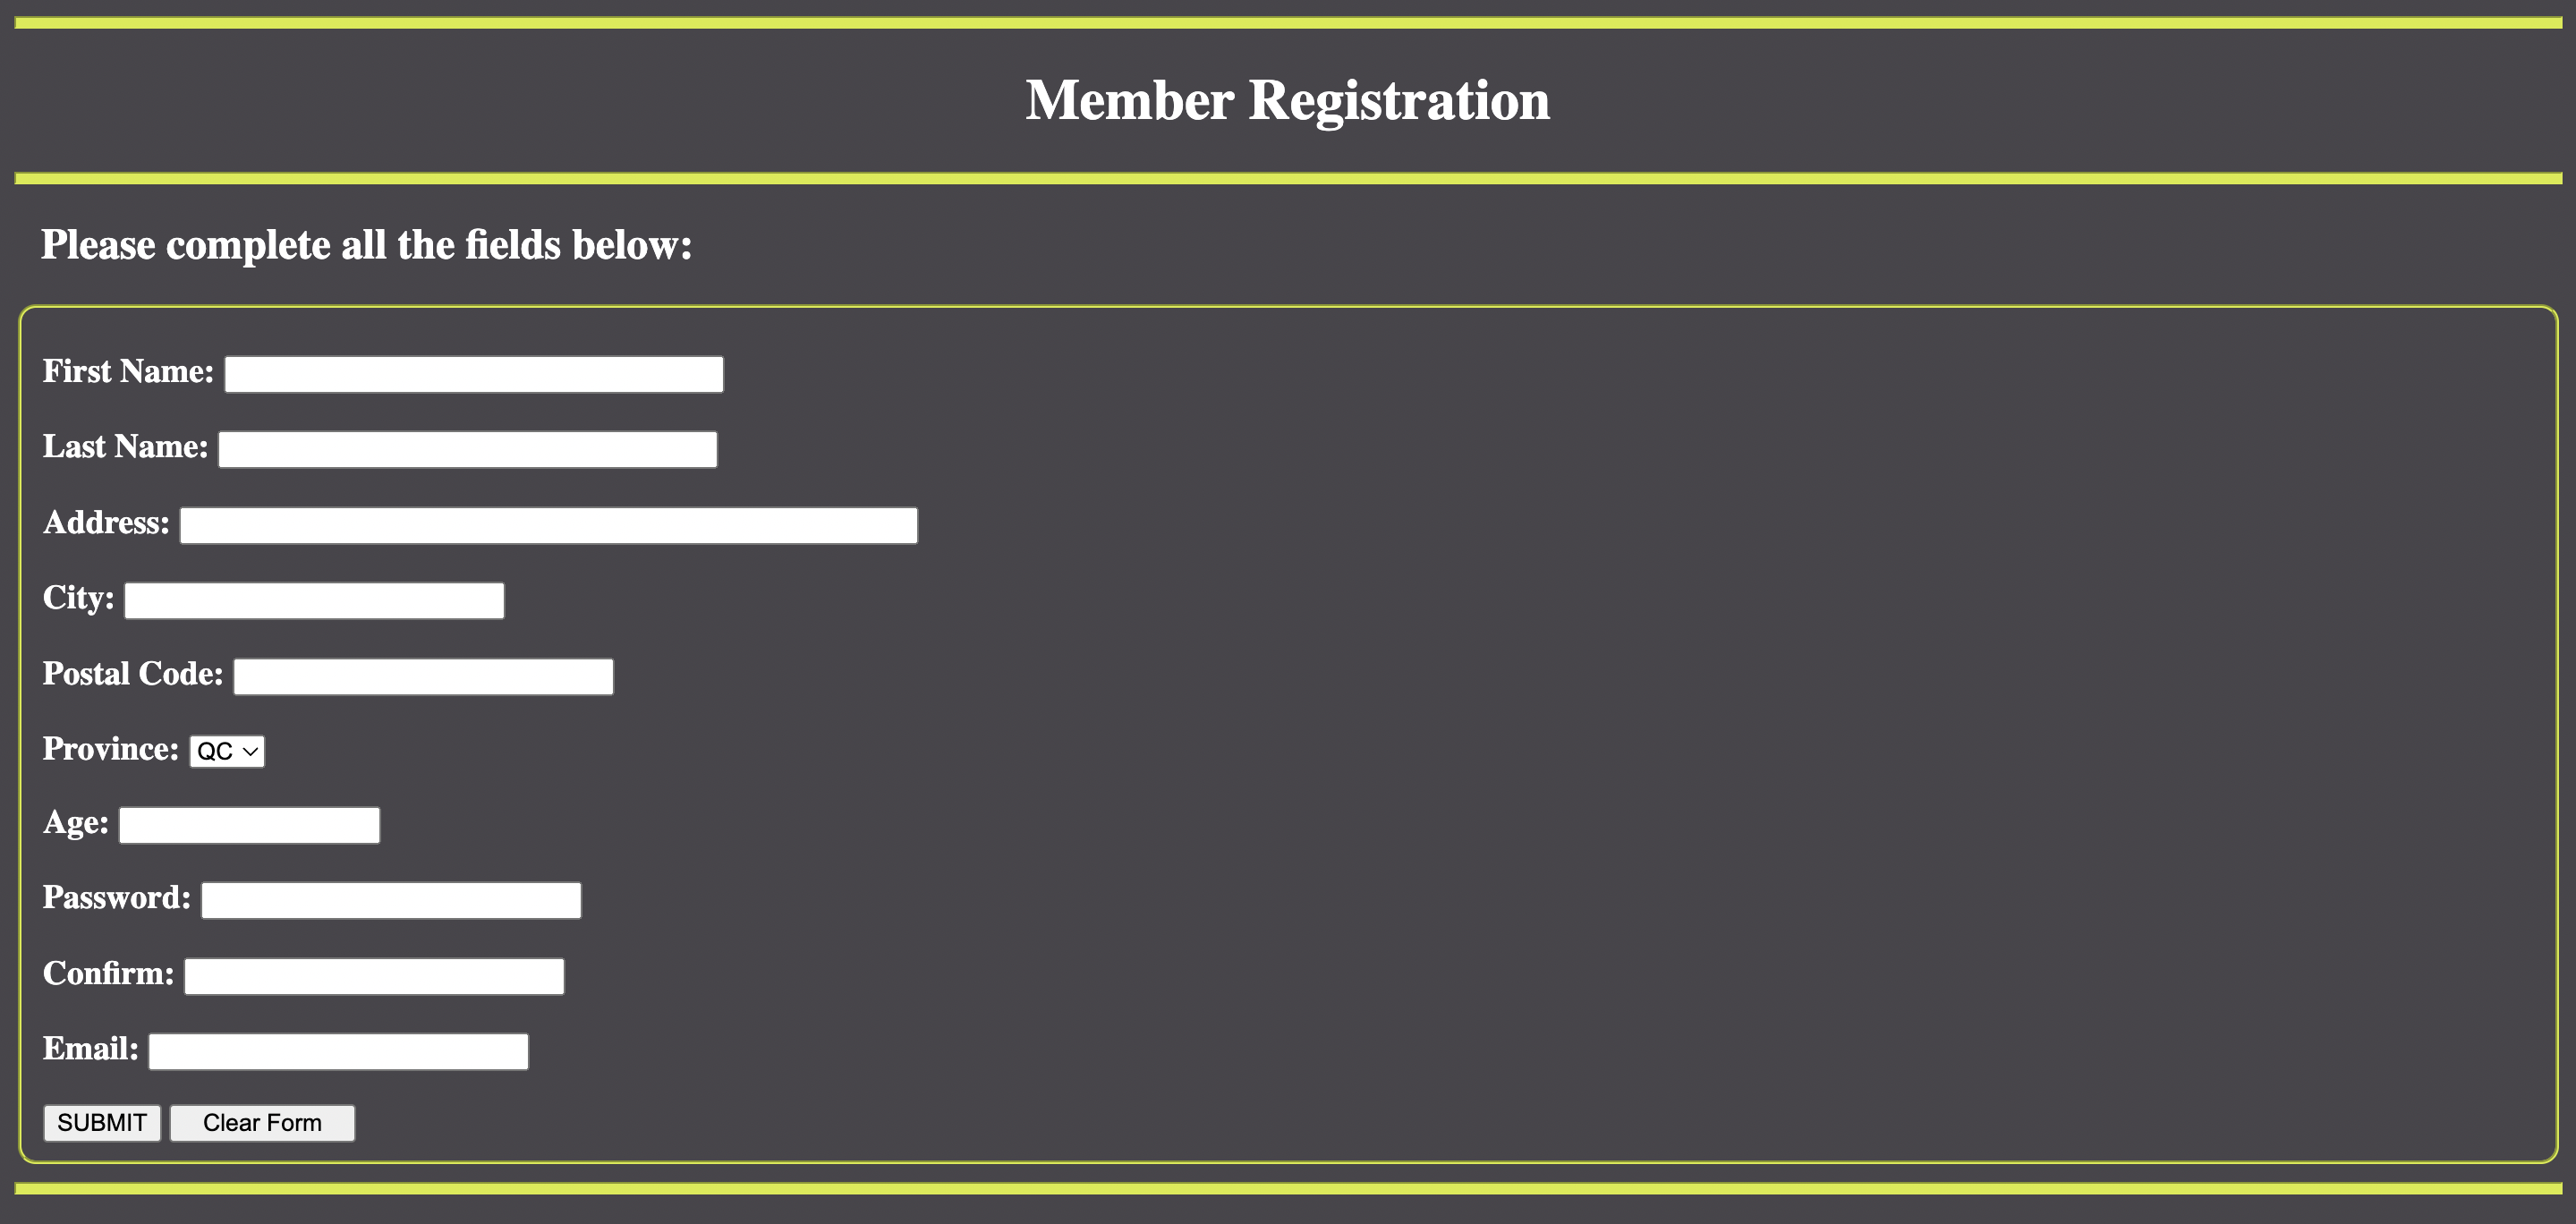 Member Registration
Please complete all the fields below:
First Name:
Last Name:
Address:
City:
Postal Code:
Province: QC
Age:
Password:
Confirm:
Email:
SUBMIT Clear Form